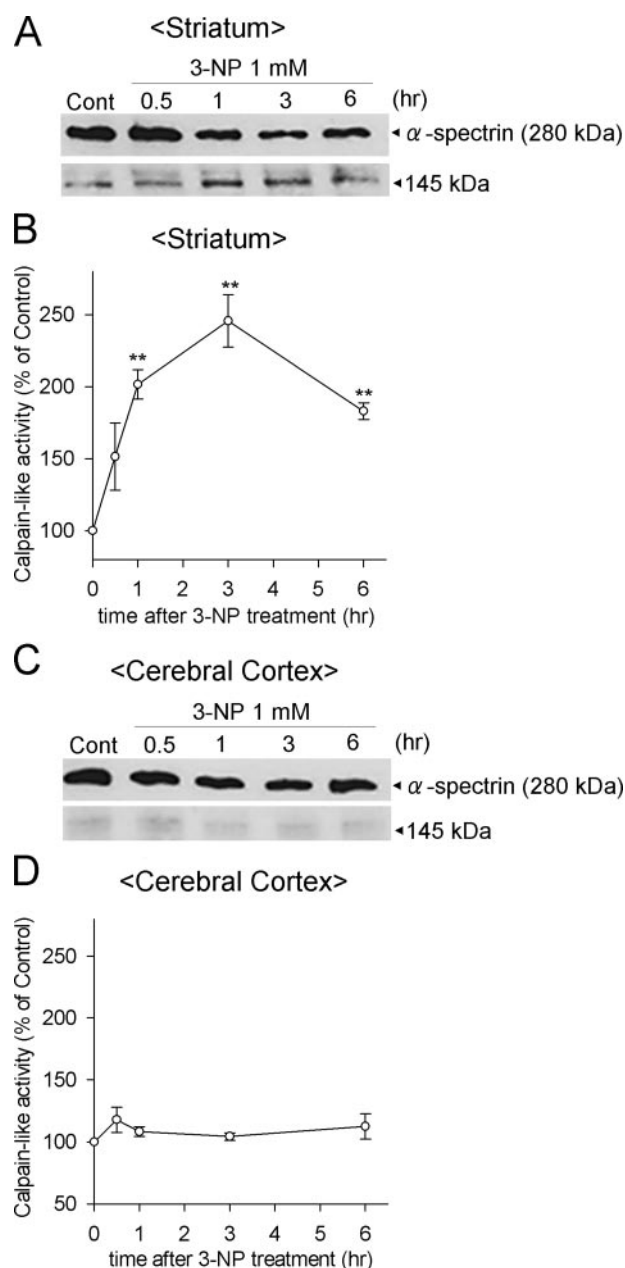 A
<Striatum>
3-NP 1 mM
Cont 0.5 1 3 6 (hr)
α-spectrin (280 kDa)
145 kDa
B
<Striatum>
Calpain-like activity (% of Control)
250
200
150
100
** ** **
0 1 2 3 4 5 6
time after 3-NP treatment (hr)
C
<Cerebral Cortex>
3-NP 1 mM
Cont 0.5 1 3 6 (hr)
α-spectrin (280 kDa)
145 kDa
D
<Cerebral Cortex>
Calpain-like activity (% of Control)
250
200
150
100
50
0 1 2 3 4 5 6
time after 3-NP treatment (hr)